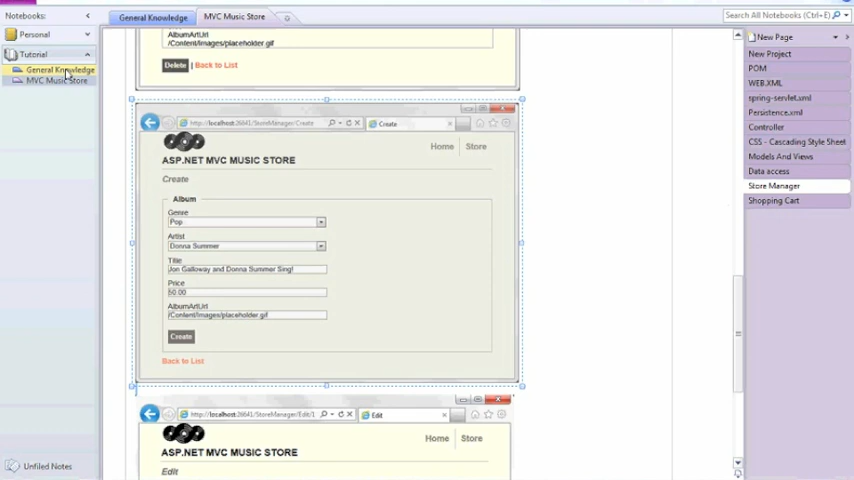 Notebooks:
General Knowledge
MVC Music Store
Search All Notebooks (Ctrl+E)
Personal
Tutorial
General Knowledge
MVC Music Store
Unfiled Notes
AlbumArtUrl
/Content/Images/placeholder.gif
Delete | Back to List
http://localhost:26641/StoreManager/Create
Create
Home
Store
ASP.NET MVC MUSIC STORE
Create
Album
Genre
Pop
Artist
Donna Summer
Title
Jon Galloway and Donna Summer Sing!
Price
50.00
AlbumArtUrl
/Content/Images/placeholder.gif
Create
Back to List
http://localhost:26641/StoreManager/Edit/1
Edit
Home
Store
ASP.NET MVC MUSIC STORE
Edit
New Page
New Project
POM
WEB.XML
spring-servlet.xml
Persistence.xml
Controller
CSS - Cascading Style Sheet
Models And Views
Data access
Store Manager
Shopping Cart